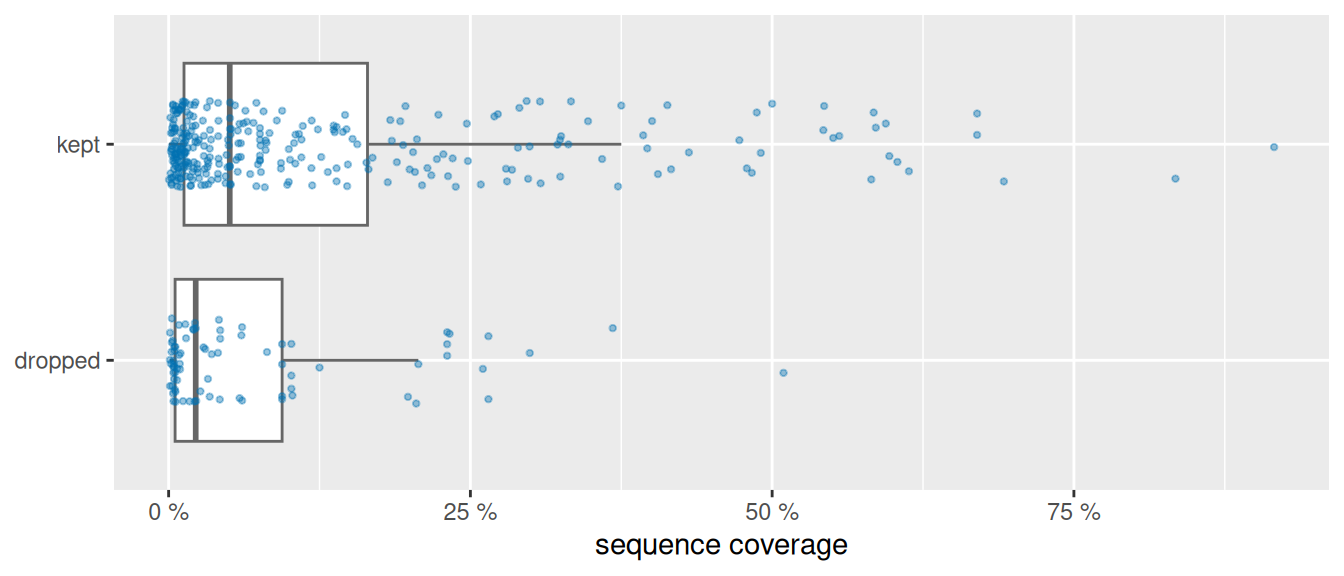 kept
dropped
0 %
25 %
50 %
75 %
sequence coverage